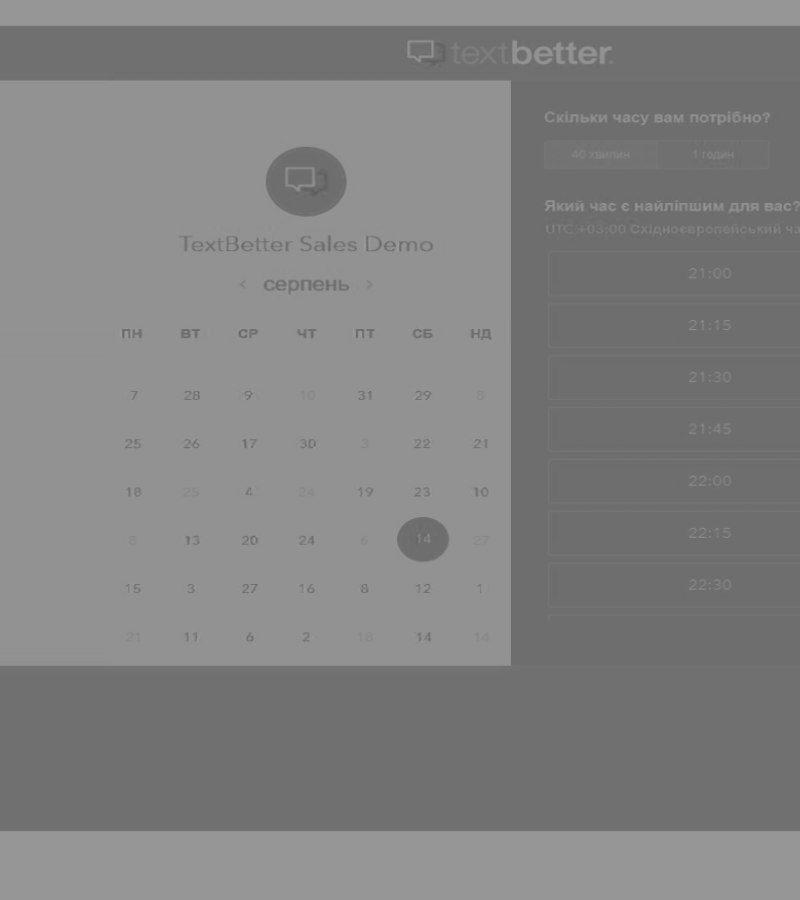 textbetter.
TextBetter Sales Demo
‹ серпень ›
ПН ВТ СР ЧТ ПТ СБ НД
7 28 9 10 31 29 8
25 26 17 30 3 22 21
18 25 4 24 19 23 10
8 13 20 24 6 14 27
15 3 27 16 8 12 1
21 11 6 2 18 14 14
Скільки часу вам потрібно?
40 хвилин 1 годин
Який час є найліпшим для вас?
UTC +03:00 Східноєвропейський ча
21:00
21:15
21:30
21:45
22:00
22:15
22:30